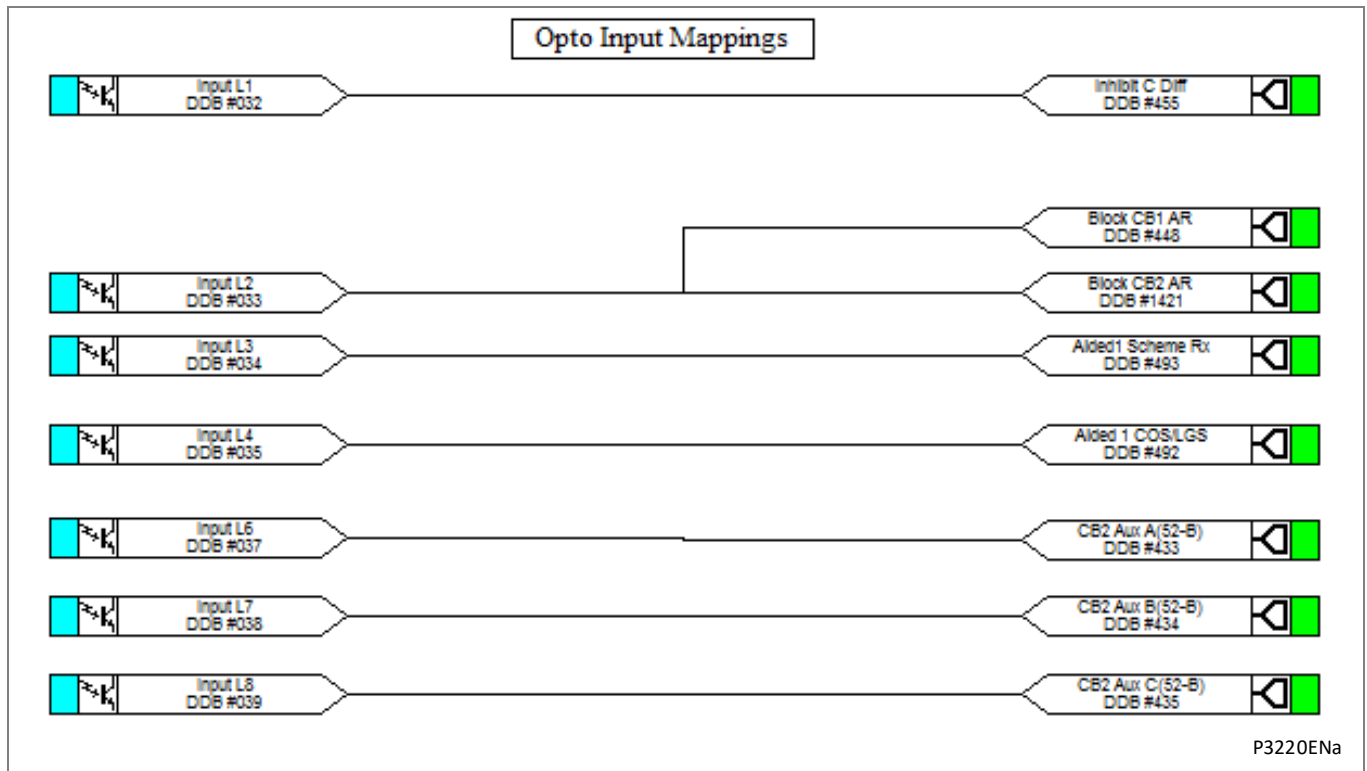 Opto Input Mappings
Input L1
DDB #032
Inhibit C Diff
DDB #455
Block CB1 AR
DDB #448
Input L2
DDB #033
Block CB2 AR
DDB #1421
Input L3
DDB #034
Aided1 Scheme Rx
DDB #493
Input L4
DDB #035
Aided 1 COS/LGS
DDB #492
Input L6
DDB #037
CB2 Aux A(52-B)
DDB #433
Input L7
DDB #038
CB2 Aux B(52-B)
DDB #434
Input L8
DDB #039
CB2 Aux C(52-B)
DDB #435
P3220ENa